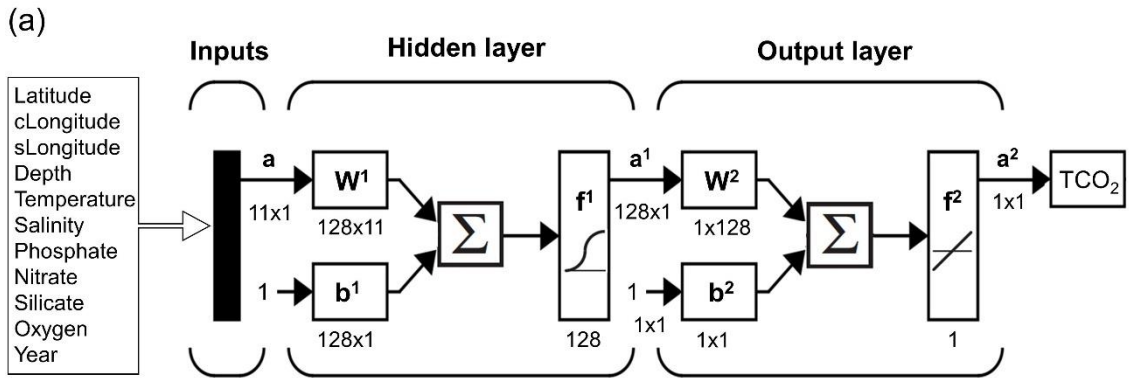 (a)
Inputs
Hidden layer
Output layer
Latitude
cLongitude
sLongitude
Depth
Temperature
Salinity
Phosphate
Nitrate
Silicate
Oxygen
Year
a
11x1
1
W¹
128x11
b¹
128x1
Σ
f¹
128
a¹
128x1
1
1x1
W²
1x128
b²
1x1
Σ
f²
1
a²
1x1
TCO₂